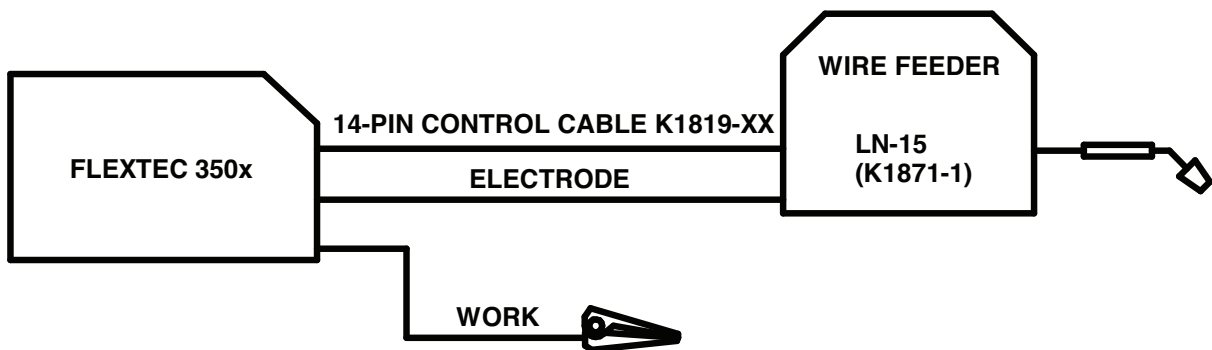 WIRE FEEDER
14-PIN CONTROL CABLE K1819-XX
FLEXTEC 350x
LN-15
(K1871-1)
ELECTRODE
WORK